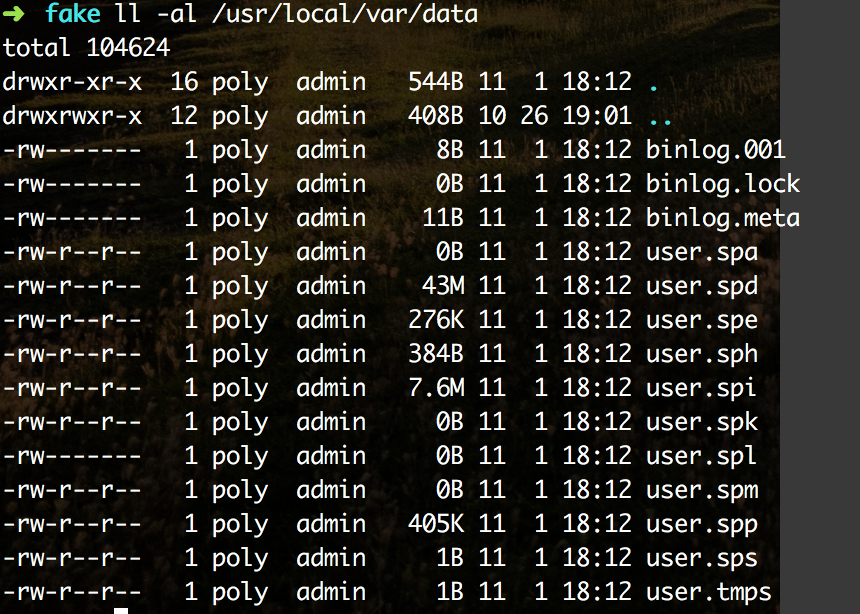 ➜  fake ll -al /usr/local/var/data
total 104624
drwxr-xr-x  16 poly  admin   544B 11  1 18:12 .
drwxrwxr-x  12 poly  admin   408B 10 26 19:01 ..
-rw-------   1 poly  admin     8B 11  1 18:12 binlog.001
-rw-------   1 poly  admin     0B 11  1 18:12 binlog.lock
-rw-------   1 poly  admin    11B 11  1 18:12 binlog.meta
-rw-r--r--   1 poly  admin     0B 11  1 18:12 user.spa
-rw-r--r--   1 poly  admin    43M 11  1 18:12 user.spd
-rw-r--r--   1 poly  admin   276K 11  1 18:12 user.spe
-rw-r--r--   1 poly  admin   384B 11  1 18:12 user.sph
-rw-r--r--   1 poly  admin   7.6M 11  1 18:12 user.spi
-rw-r--r--   1 poly  admin     0B 11  1 18:12 user.spk
-rw-------   1 poly  admin     0B 11  1 18:12 user.spl
-rw-r--r--   1 poly  admin     0B 11  1 18:12 user.spm
-rw-r--r--   1 poly  admin   405K 11  1 18:12 user.spp
-rw-r--r--   1 poly  admin     1B 11  1 18:12 user.sps
-rw-r--r--   1 poly  admin     1B 11  1 18:12 user.tmps